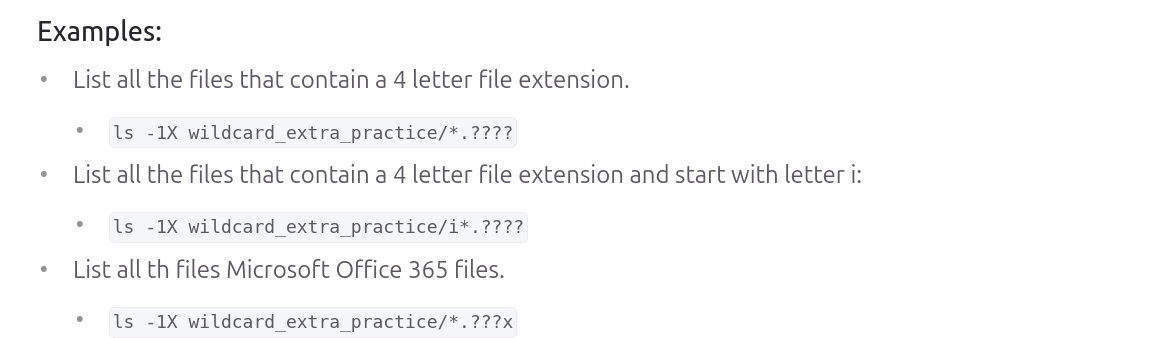 Examples:
• List all the files that contain a 4 letter file extension.
• ls -1X wildcard_extra_practice/*.????
• List all the files that contain a 4 letter file extension and start with letter i:
• ls -1X wildcard_extra_practice/i*.????
• List all th files Microsoft Office 365 files.
• ls -1X wildcard_extra_practice/*.???x